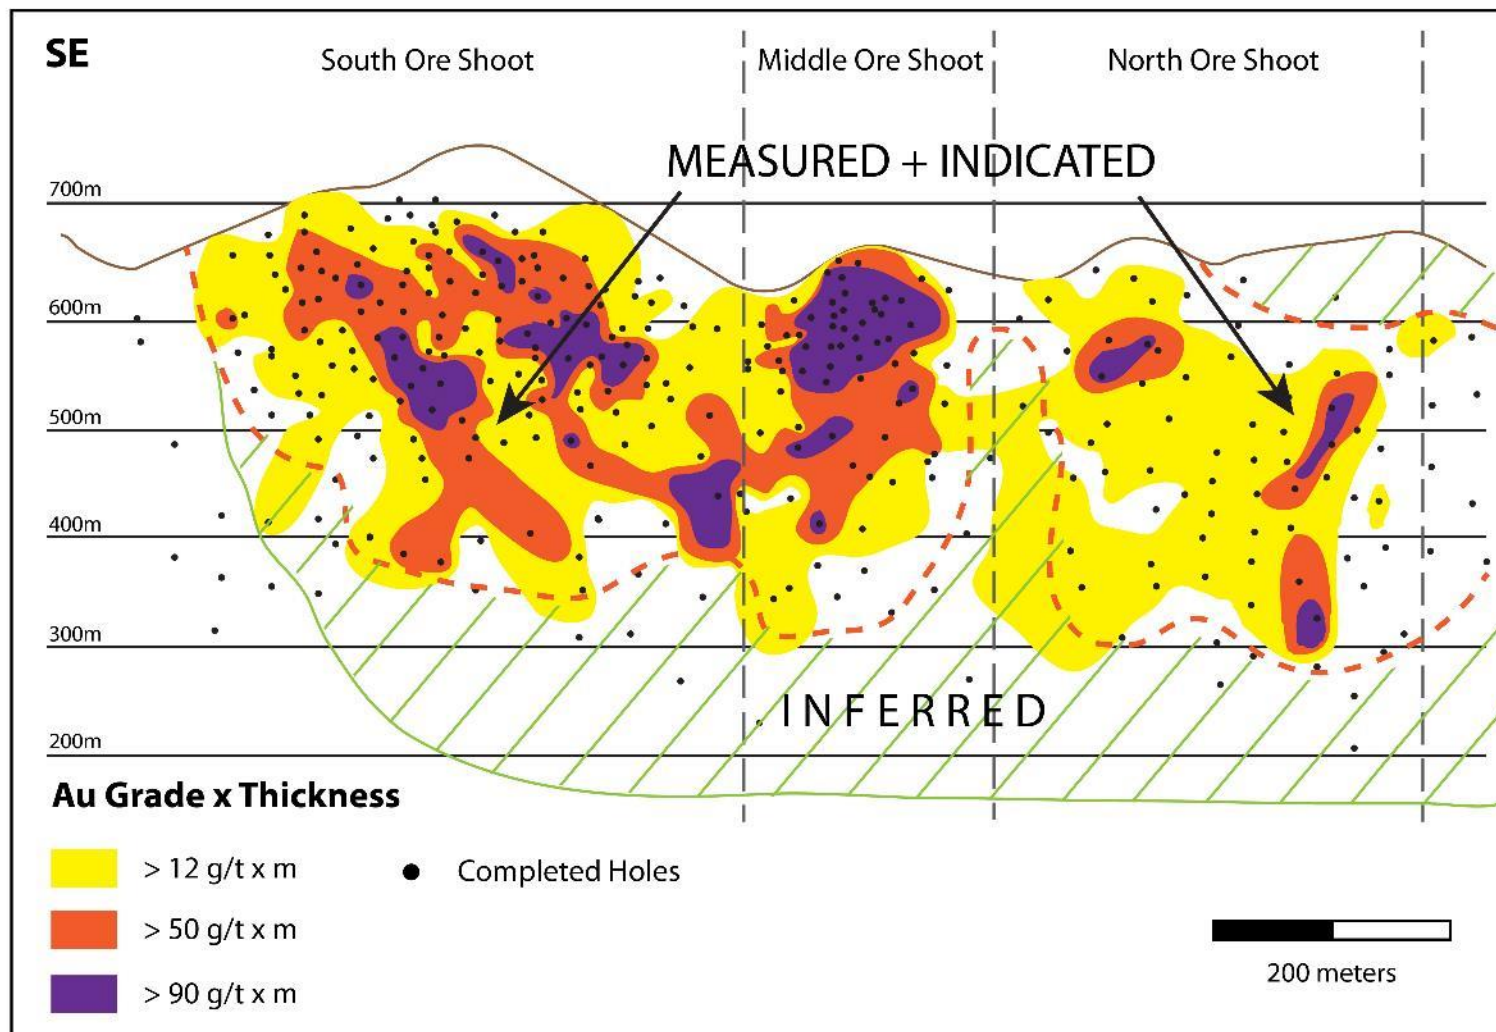 SE
South Ore Shoot
Middle Ore Shoot
North Ore Shoot
MEASURED + INDICATED
700m
600m
500m
400m
300m
INFERRED
200m
Au Grade x Thickness
> 12 g/t x m
Completed Holes
> 50 g/t x m
200 meters
> 90 g/t x m